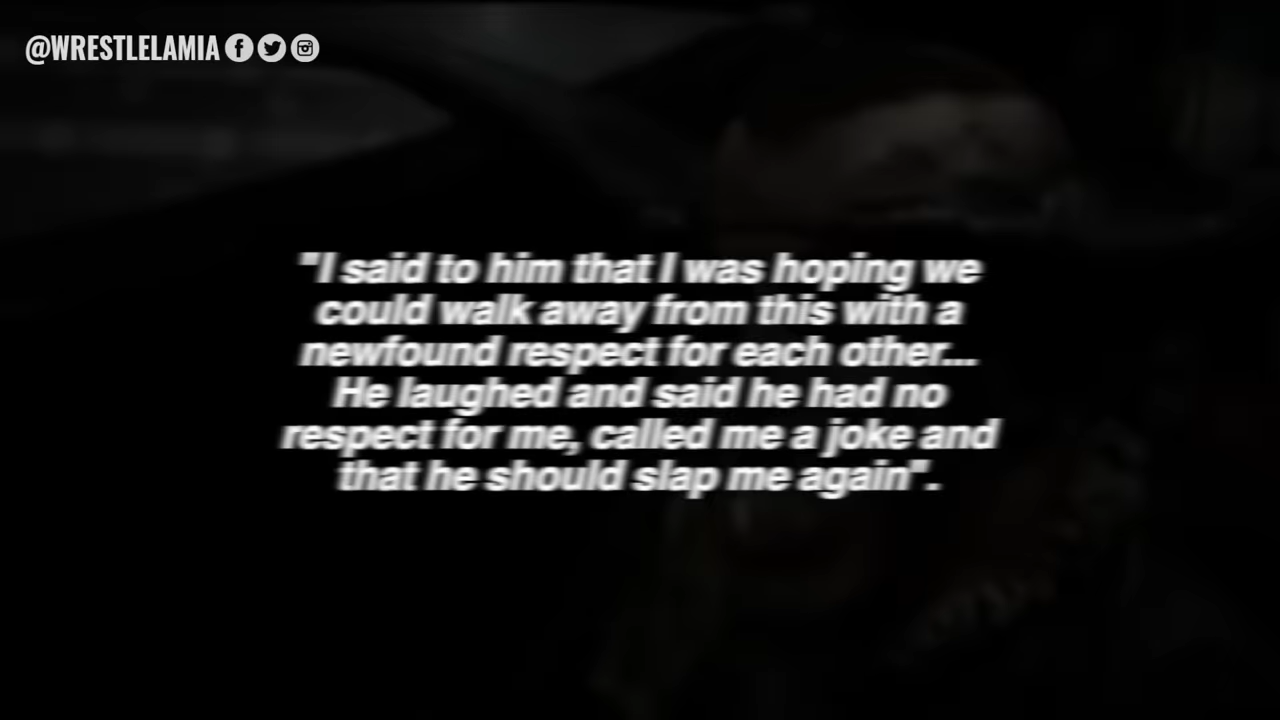 @WRESTLELAMIA
"I said to him that I was hoping we
could walk away from this with a
newfound respect for each other...
He laughed and said he had no
respect for me, called me a joke and
that he should slap me again".